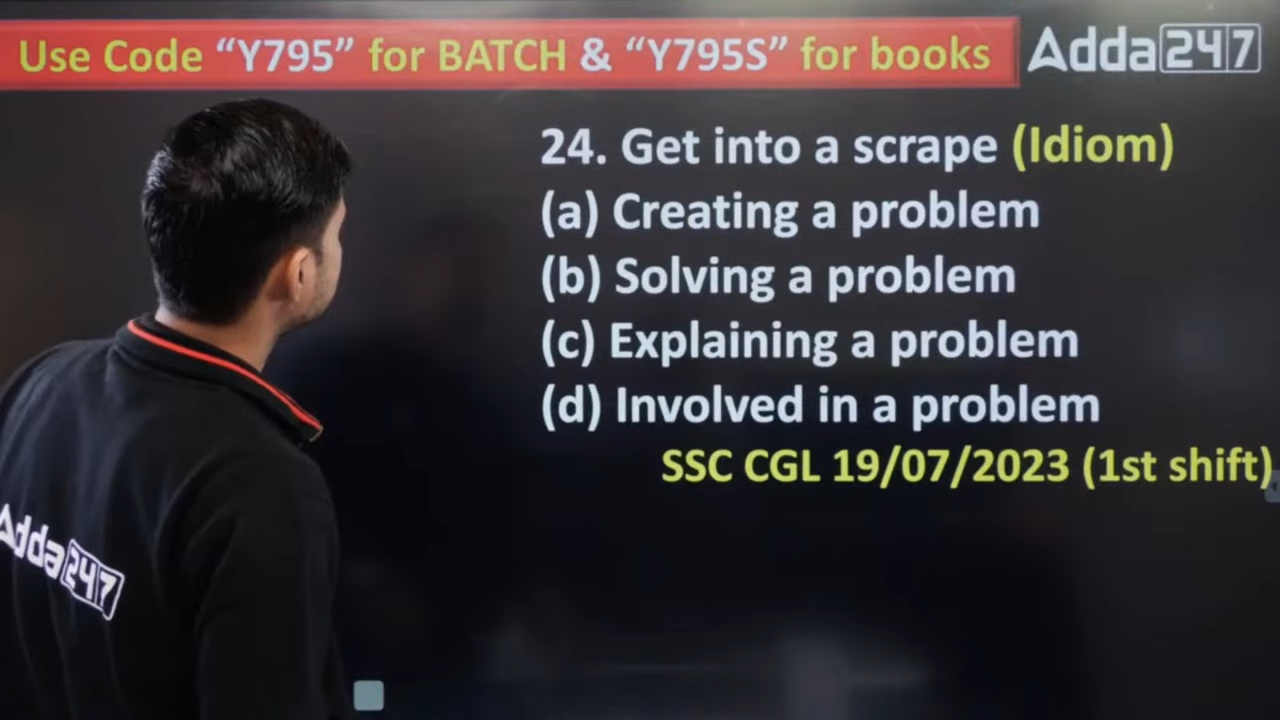 Use Code “Y795” for BATCH & “Y795S” for books
Adda247
24. Get into a scrape (Idiom)
(a) Creating a problem
(b) Solving a problem
(c) Explaining a problem
(d) Involved in a problem
SSC CGL 19/07/2023 (1st shift)
Adda247